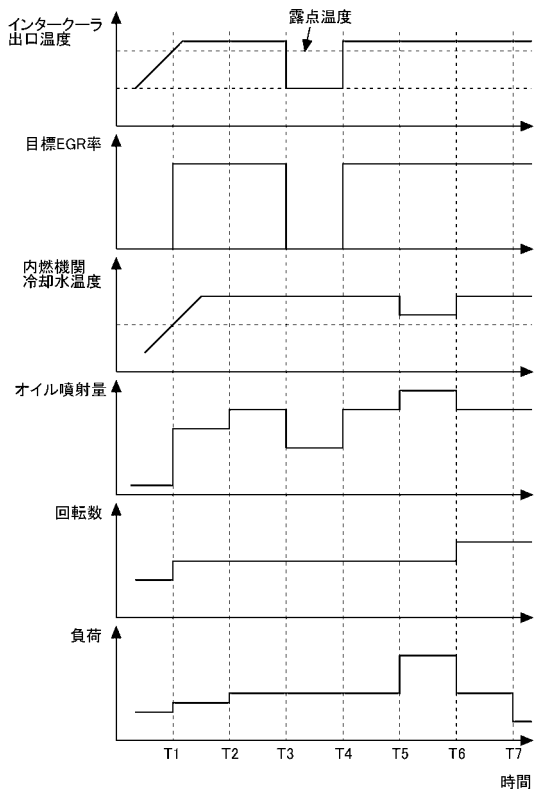 インタークーラ
出口温度
露点温度
目標EGR率
内燃機関
冷却水温度
オイル噴射量
回転数
負荷
T1 T2 T3 T4 T5 T6 T7
時間